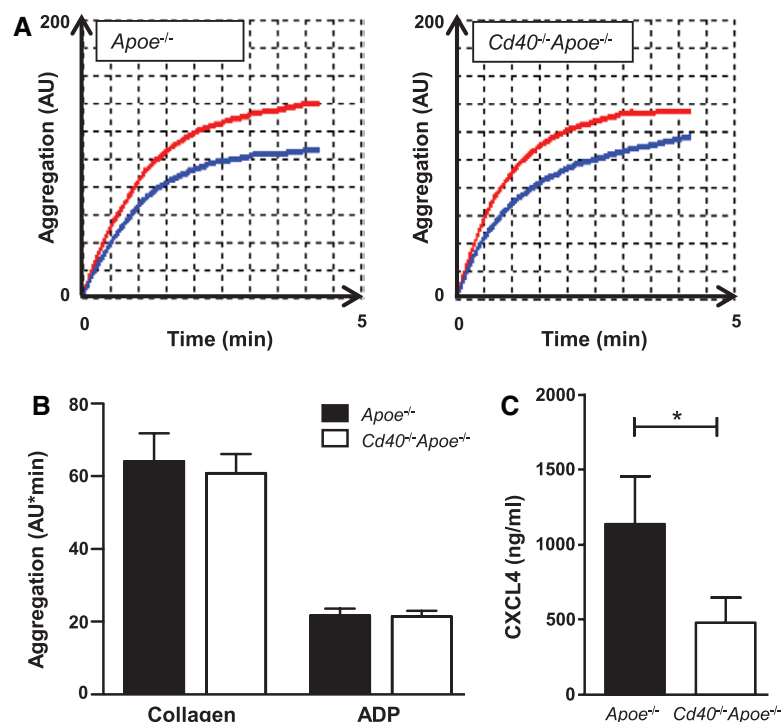 A
200
Apoe-/-
Aggregation (AU)
0
0
5
Time (min)
200
Cd40-/-Apoe-/-
Aggregation (AU)
0
0
5
Time (min)
B
80
60
40
20
0
Aggregation (AU*min)
Apoe-/-
Cd40-/-Apoe-/-
Collagen
ADP
C
2000
1500
1000
500
0
CXCL4 (ng/ml)
*
Apoe-/- Cd40-/-Apoe-/-